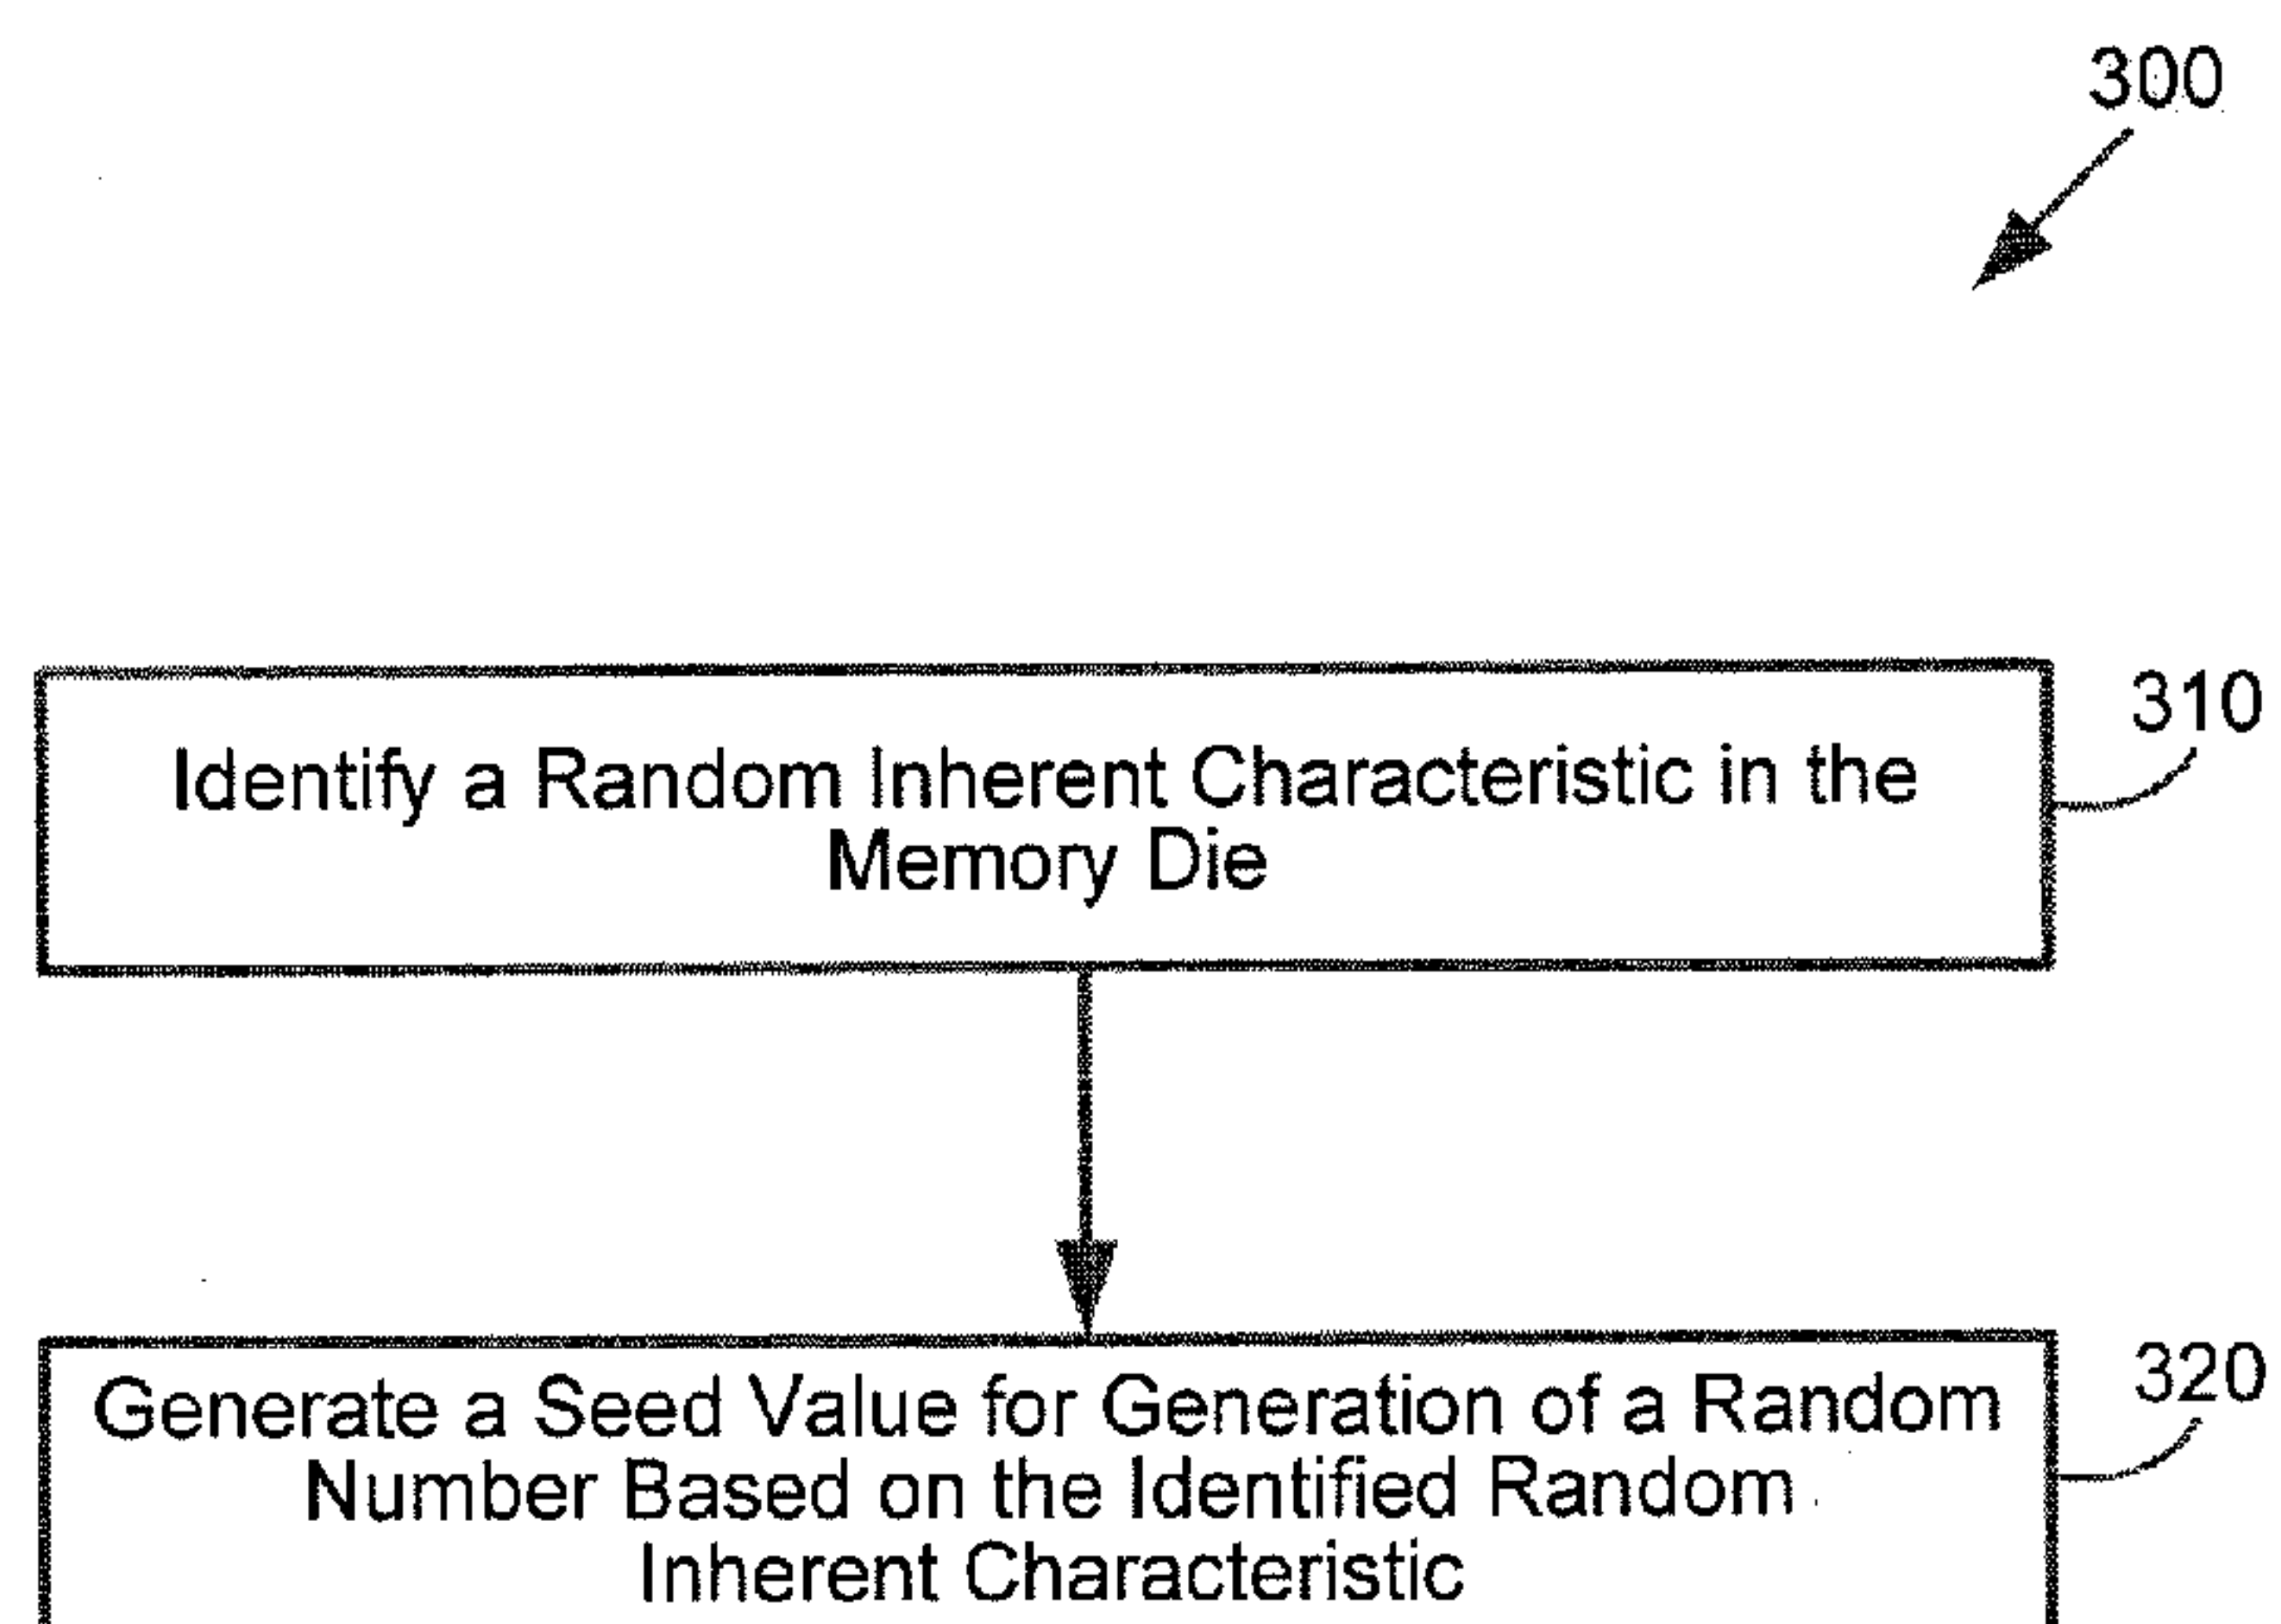 300
310
Identify a Random Inherent Characteristic in the
Memory Die
320
Generate a Seed Value for Generation of a Random
Number Based on the Identified Random
Inherent Characteristic